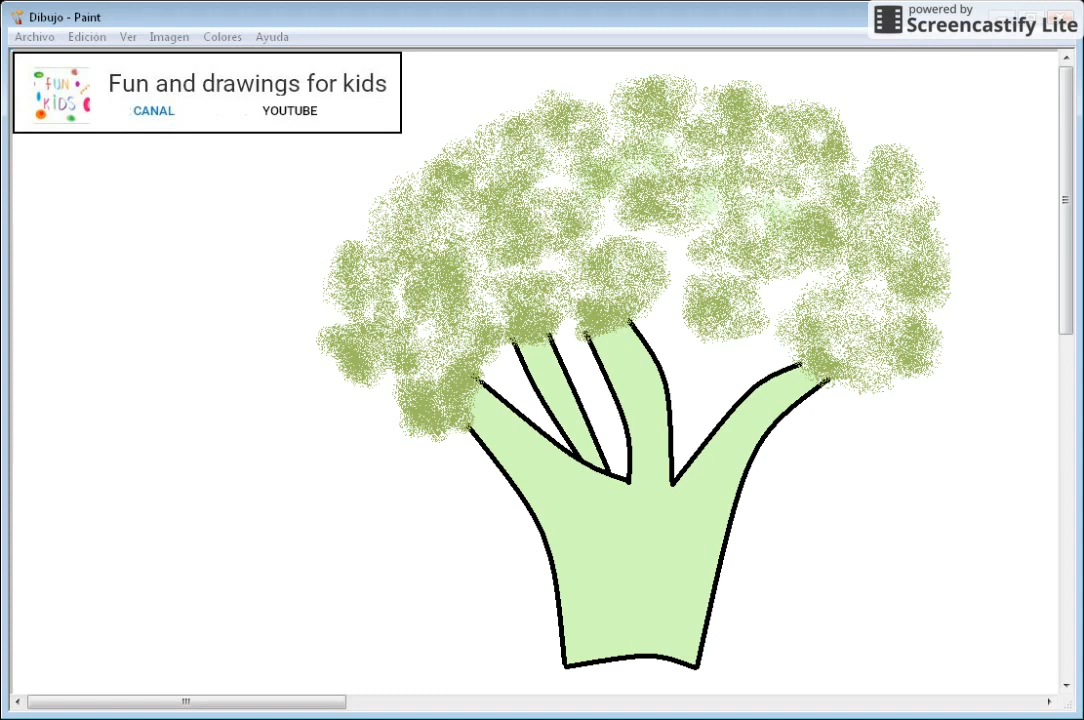 Dibujo - Paint
powered by
Screencastify Lite
Archivo Edición Ver Imagen Colores Ayuda
FUN
KIDS
Fun and drawings for kids
CANAL YOUTUBE